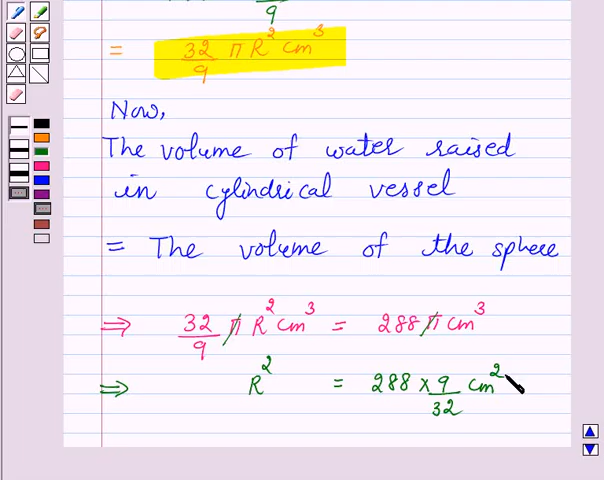 9
= 32/9 π R² cm³
Now,
The volume of water raised
in cylindrical vessel
= The volume of the sphere
⇒ 32/9 π R² cm³ = 288 π cm³
⇒ R² = 288 × 9/32 cm²